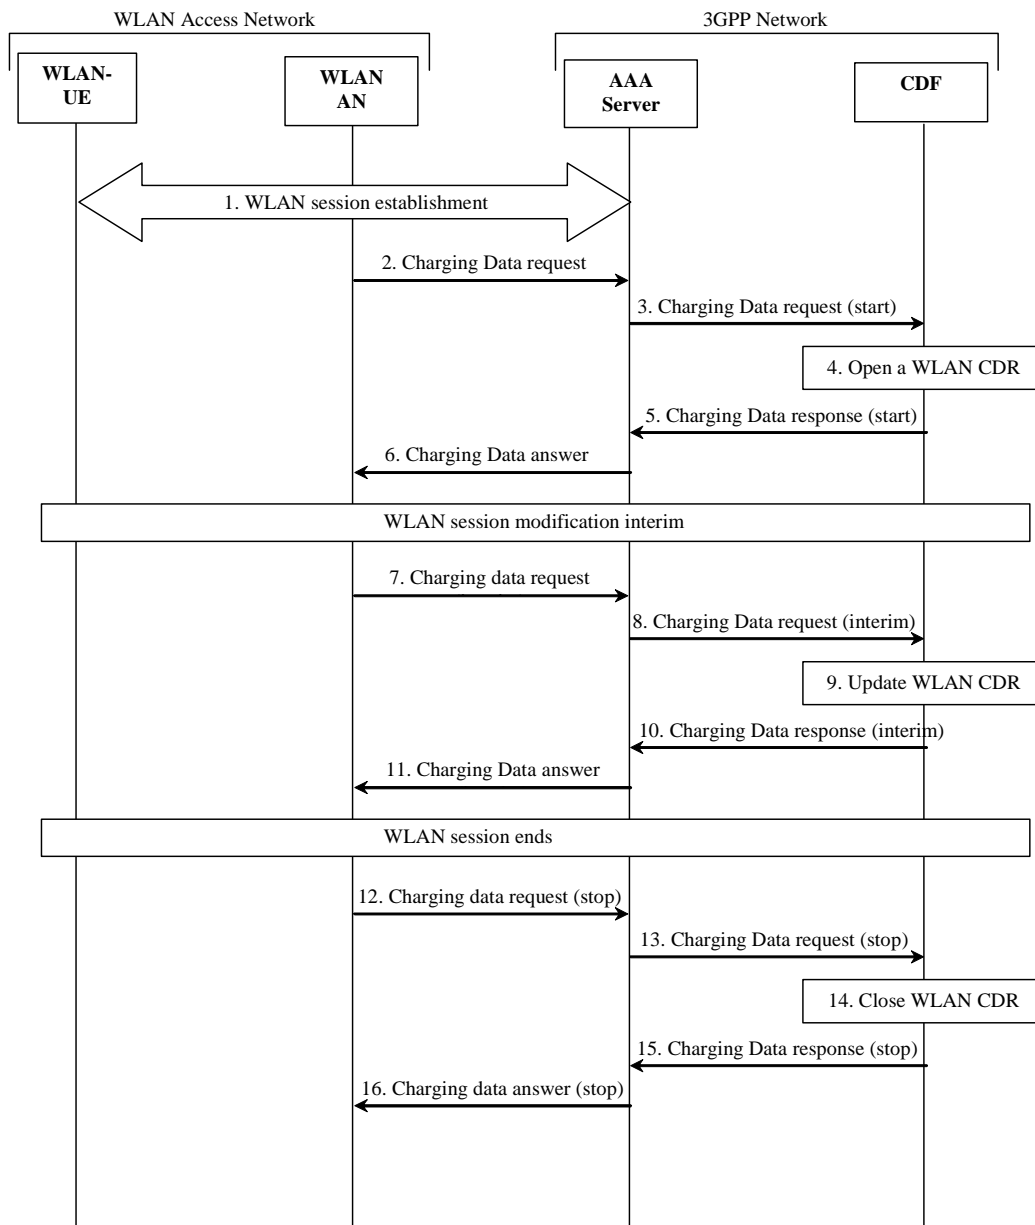 WLAN Access Network
3GPP Network
WLAN-
UE
WLAN
AN
AAA
Server
CDF
1. WLAN session establishment
2. Charging Data request
3. Charging Data request (start)
4. Open a WLAN CDR
5. Charging Data response (start)
6. Charging Data answer
WLAN session modification interim
7. Charging data request
8. Charging Data request (interim)
9. Update WLAN CDR
10. Charging Data response (interim)
11. Charging Data answer
WLAN session ends
12. Charging data request (stop)
13. Charging Data request (stop)
14. Close WLAN CDR
15. Charging Data response (stop)
16. Charging data answer (stop)